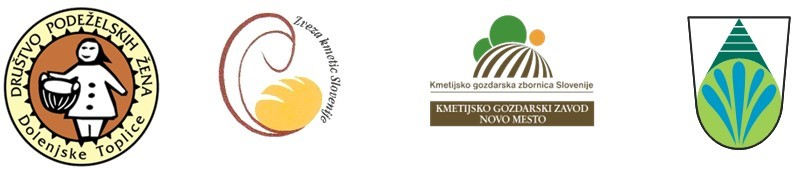 DRUŠTVO PODEŽELSKIH ŽENA
Dolenjske Toplice
Zveza kmetic Slovenije
Kmetijsko gozdarska zbornica Slovenije
KMETIJSKO GOZDARSKI ZAVOD
NOVO MESTO